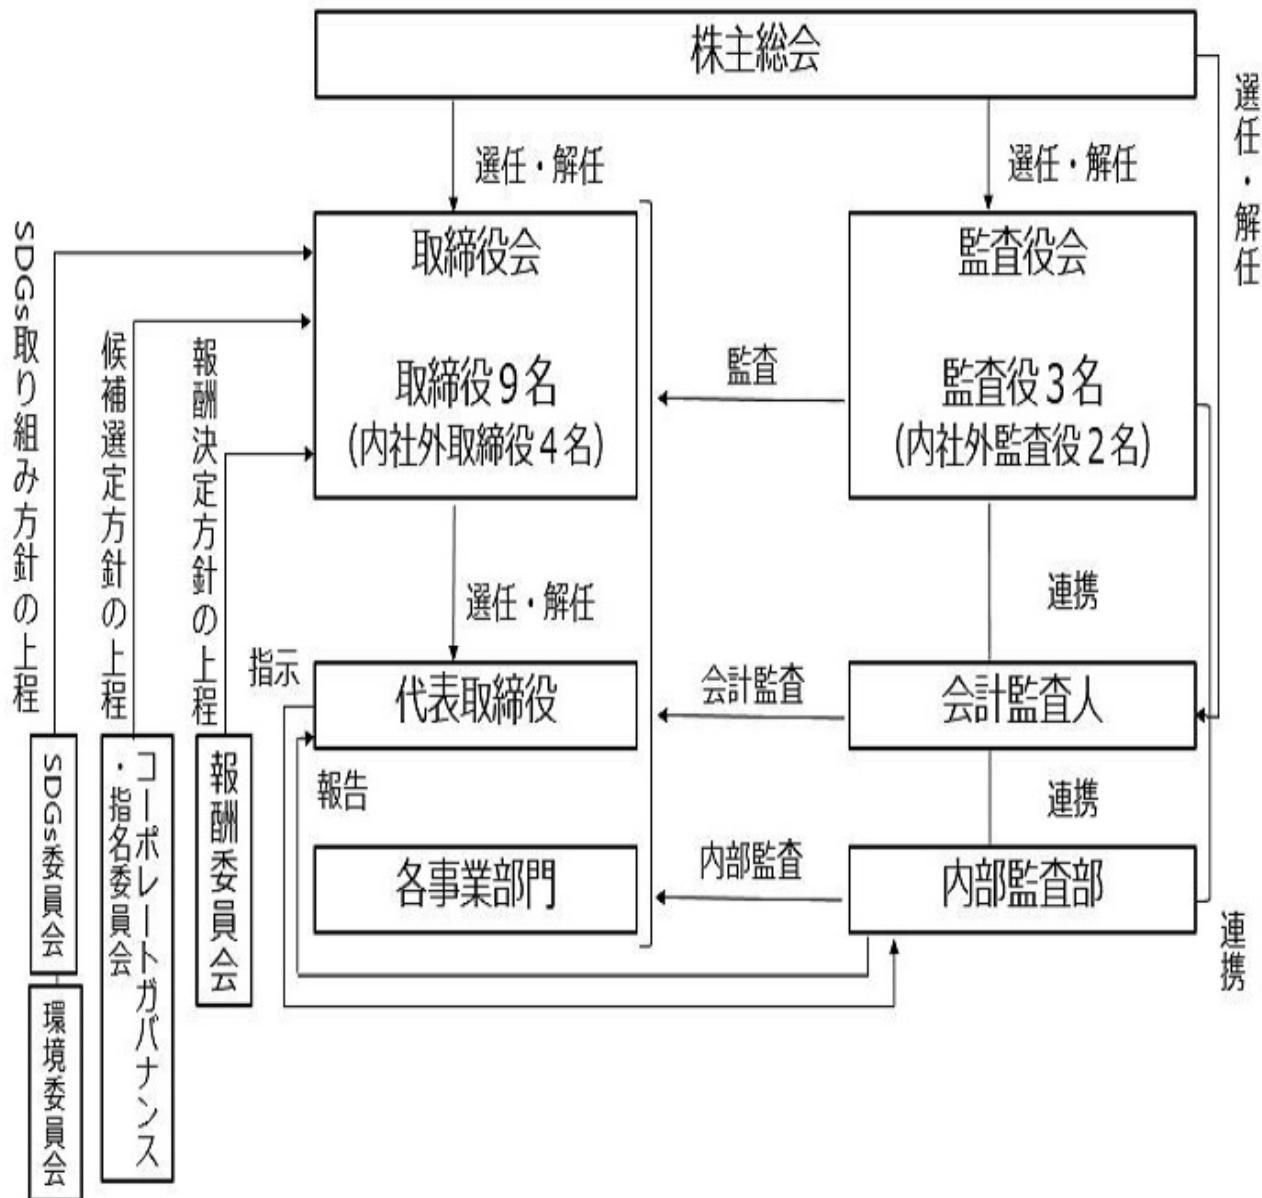 株主総会
選任・解任
選任・解任
選任・解任
取締役会
取締役9名
(内社外取締役4名)
監査役会
監査役3名
(内社外監査役2名)
監査
SDGs取り組み方針の上程
候補選定方針の上程
報酬決定方針の上程
選任・解任
連携
指示
代表取締役
会計監査
会計監査人
報告
連携
各事業部門
内部監査
内部監査部
連携
SDGs委員会
コーポレートガバナンス
・指名委員会
報酬委員会
環境委員会